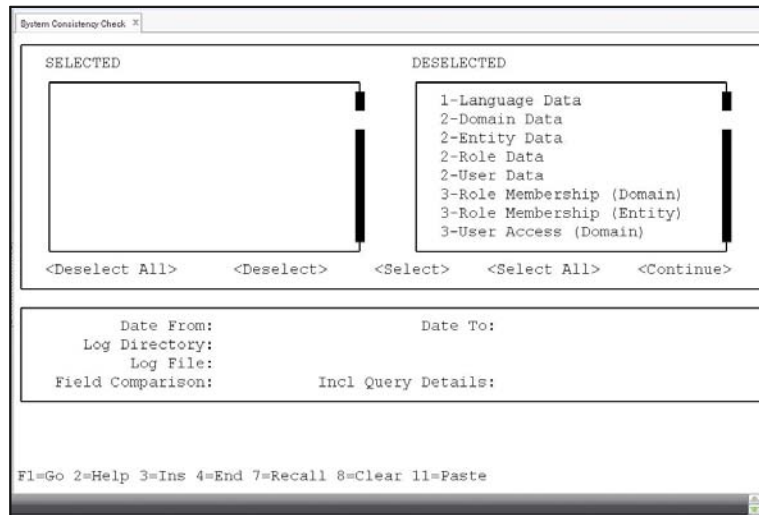 System Consistency Check X
SELECTED DESELECTED
1-Language Data
2-Domain Data
2-Entity Data
2-Role Data
2-User Data
3-Role Membership (Domain)
3-Role Membership (Entity)
3-User Access (Domain)
<Deselect All> <Deselect> <Select> <Select All> <Continue>
Date From: Date To:
Log Directory:
Log File:
Field Comparison: Incl Query Details:
F1=Go 2=Help 3=Ins 4=End 7=Recall 8=Clear 11=Paste